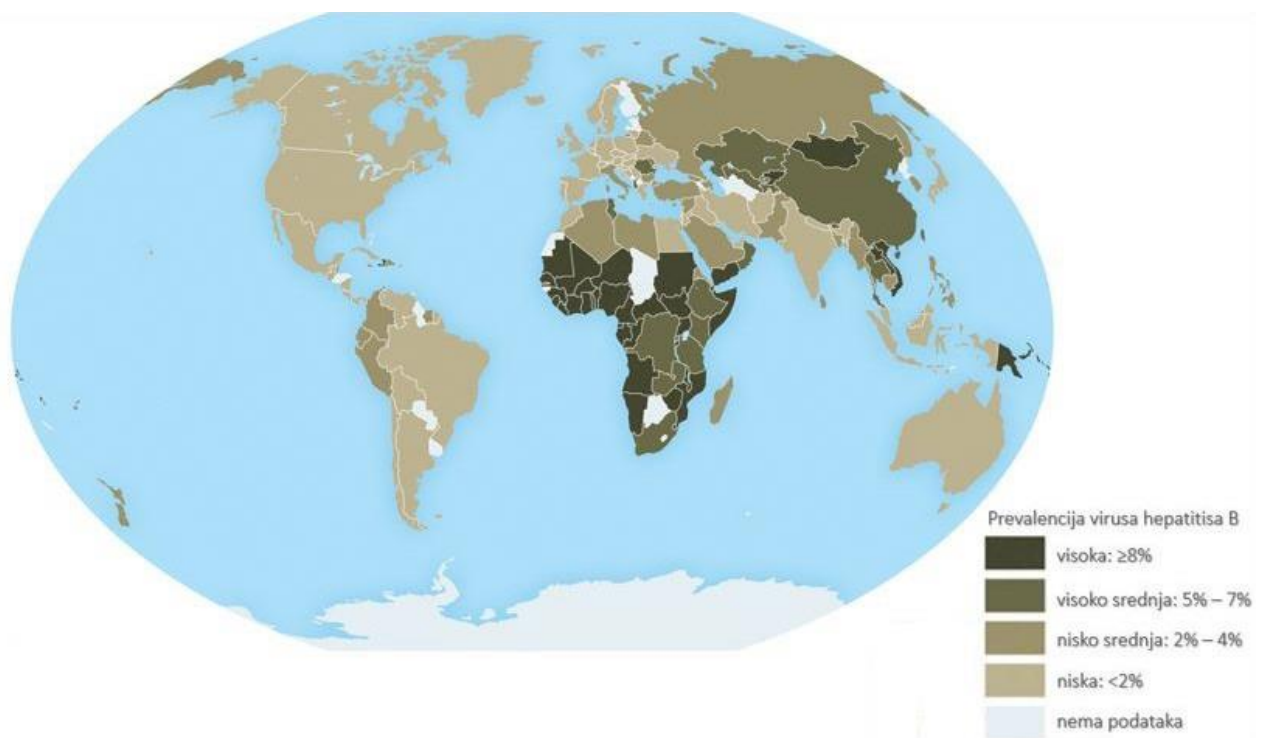 Prevalencija virusa hepatitisa B
visoka: ≥8%
visoko srednja: 5% – 7%
nisko srednja: 2% – 4%
niska: <2%
nema podataka